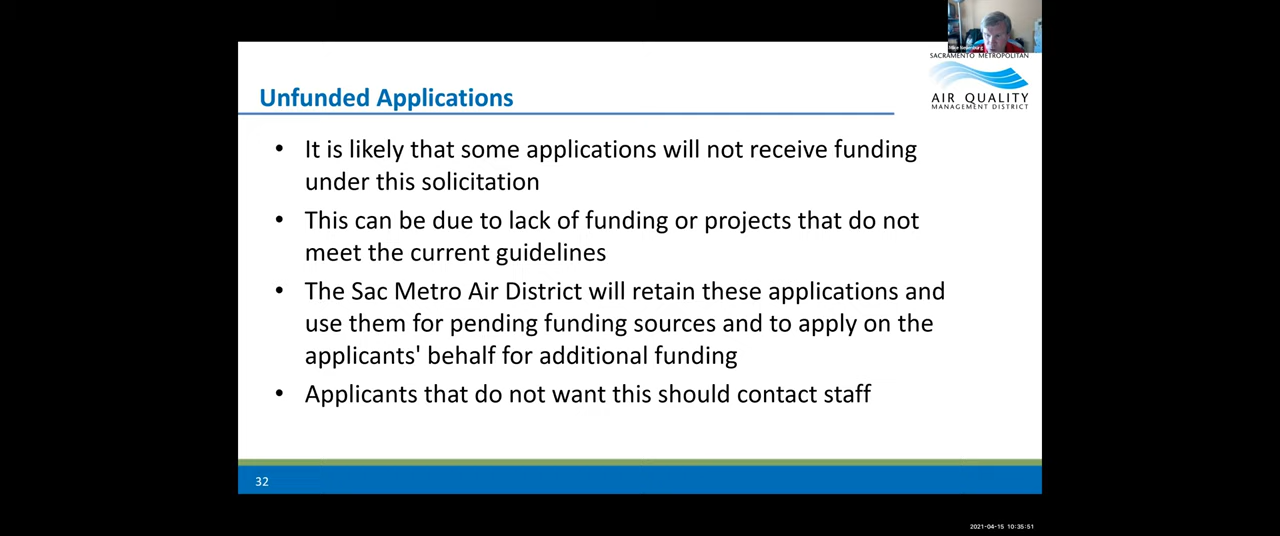 SACRAMENTO METROPOLITAN
AIR QUALITY
MANAGEMENT DISTRICT
Unfunded Applications
• It is likely that some applications will not receive funding
under this solicitation
• This can be due to lack of funding or projects that do not
meet the current guidelines
• The Sac Metro Air District will retain these applications and
use them for pending funding sources and to apply on the
applicants' behalf for additional funding
• Applicants that do not want this should contact staff
32
2021-04-15 10:35:51